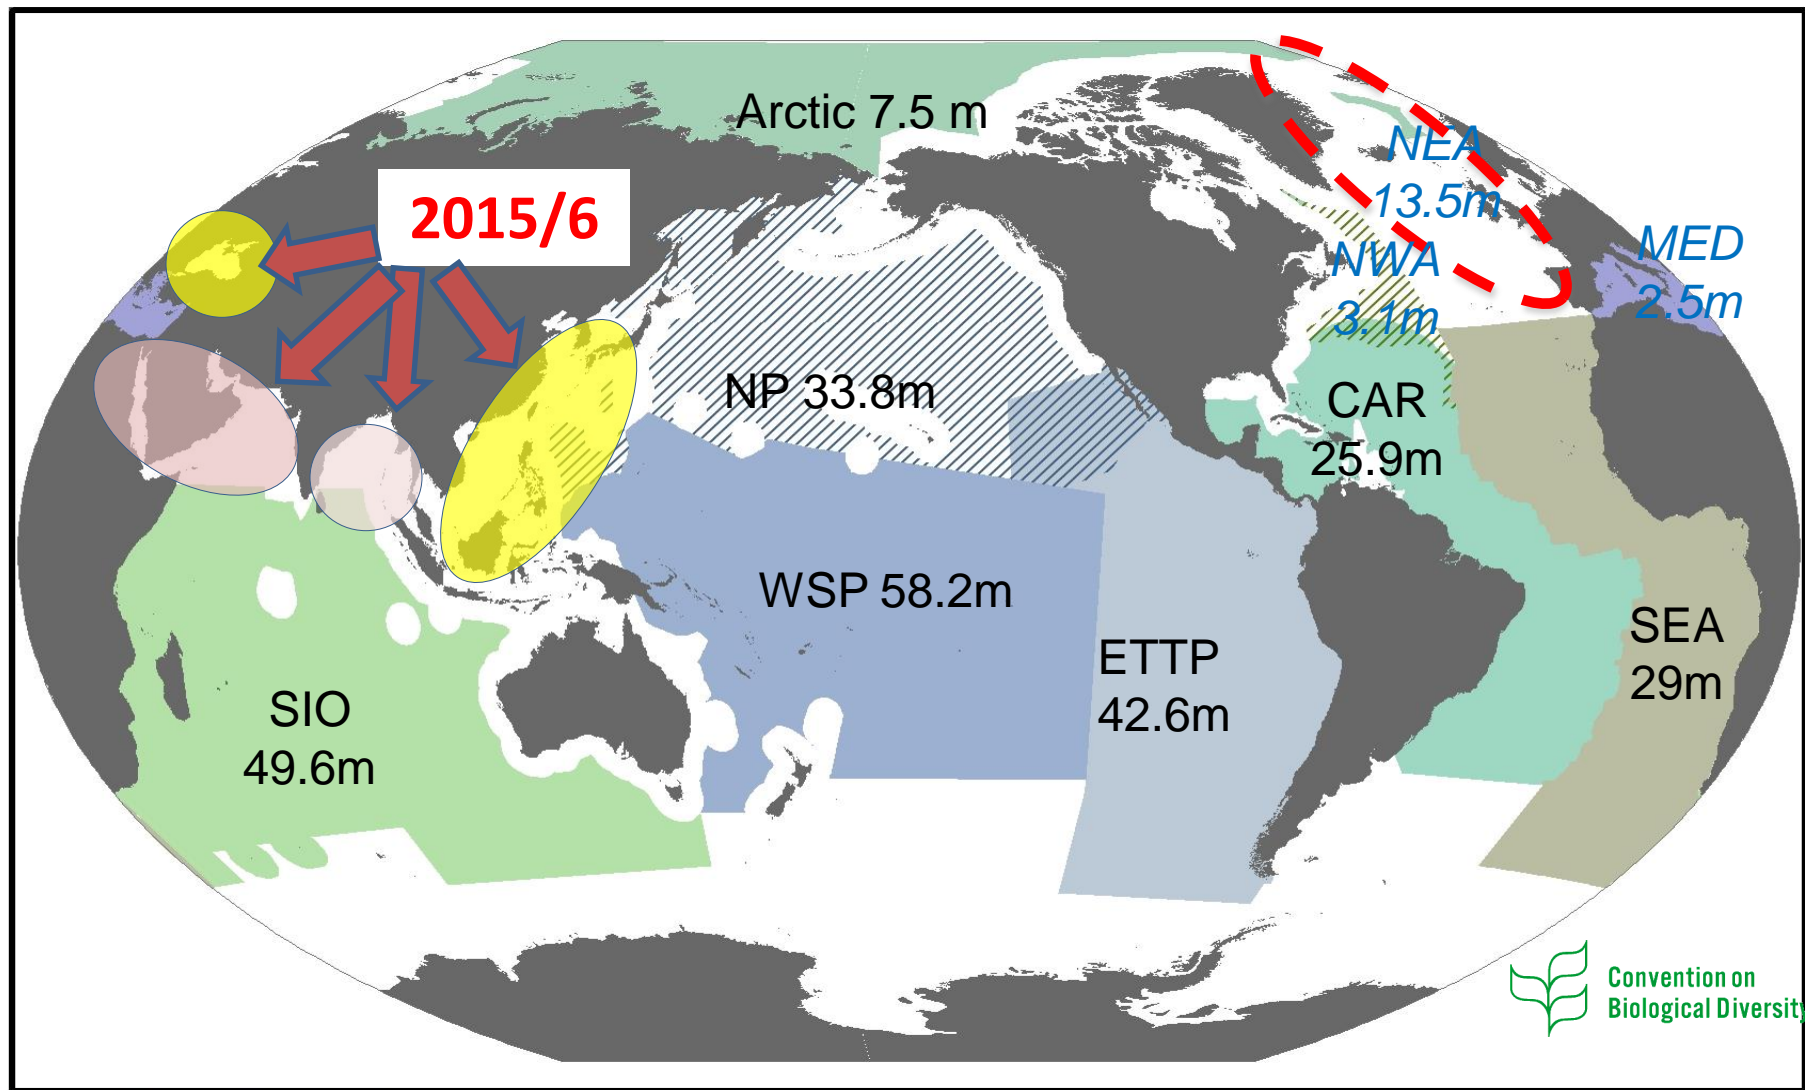 Arctic 7.5 m
NEA
13.5m
2015/6
NWA
3.1m
MED
2.5m
NP 33.8m
CAR
25.9m
WSP 58.2m
ETTP
42.6m
SEA
29m
SIO
49.6m
Convention on
Biological Diversity